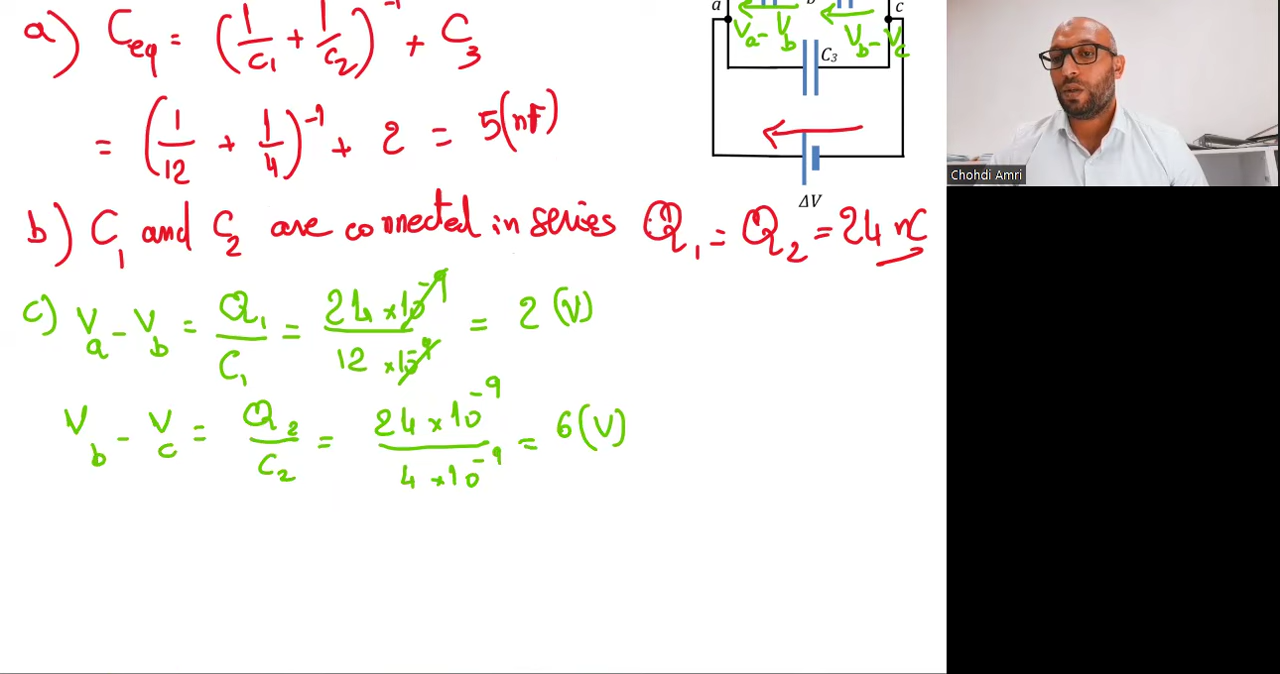 a) Ceq = (1/C1 + 1/C2)^-1 + C3
= (1/12 + 1/4)^-1 + 2 = 5(nF)
b) C1 and C2 are connected in series Q1 = Q2 = 24 nC
c) Va - Vb = Q1/C1 = 24 × 10^-9 / 12 × 10^-9 = 2 (V)
Vb - Vc = Q2/C2 = 24 × 10^-9 / 4 × 10^-9 = 6 (V)
a
c
Va - Vb
Vb - Vc
C3
ΔV
Chohdi Amri